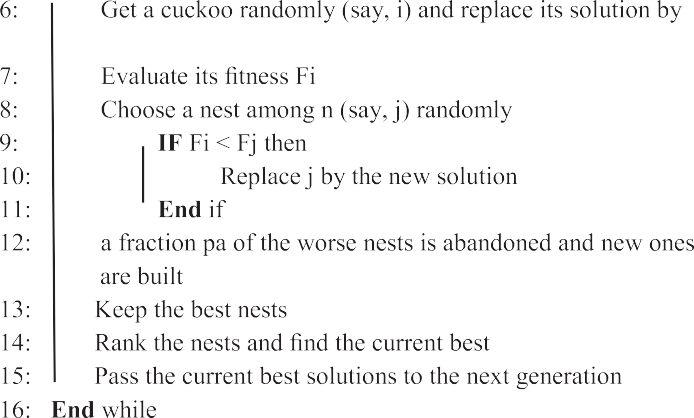 6: Get a cuckoo randomly (say, i) and replace its solution by
7: Evaluate its fitness Fi
8: Choose a nest among n (say, j) randomly
9: IF Fi < Fj then
10: Replace j by the new solution
11: End if
12: a fraction pa of the worse nests is abandoned and new ones
are built
13: Keep the best nests
14: Rank the nests and find the current best
15: Pass the current best solutions to the next generation
16: End while